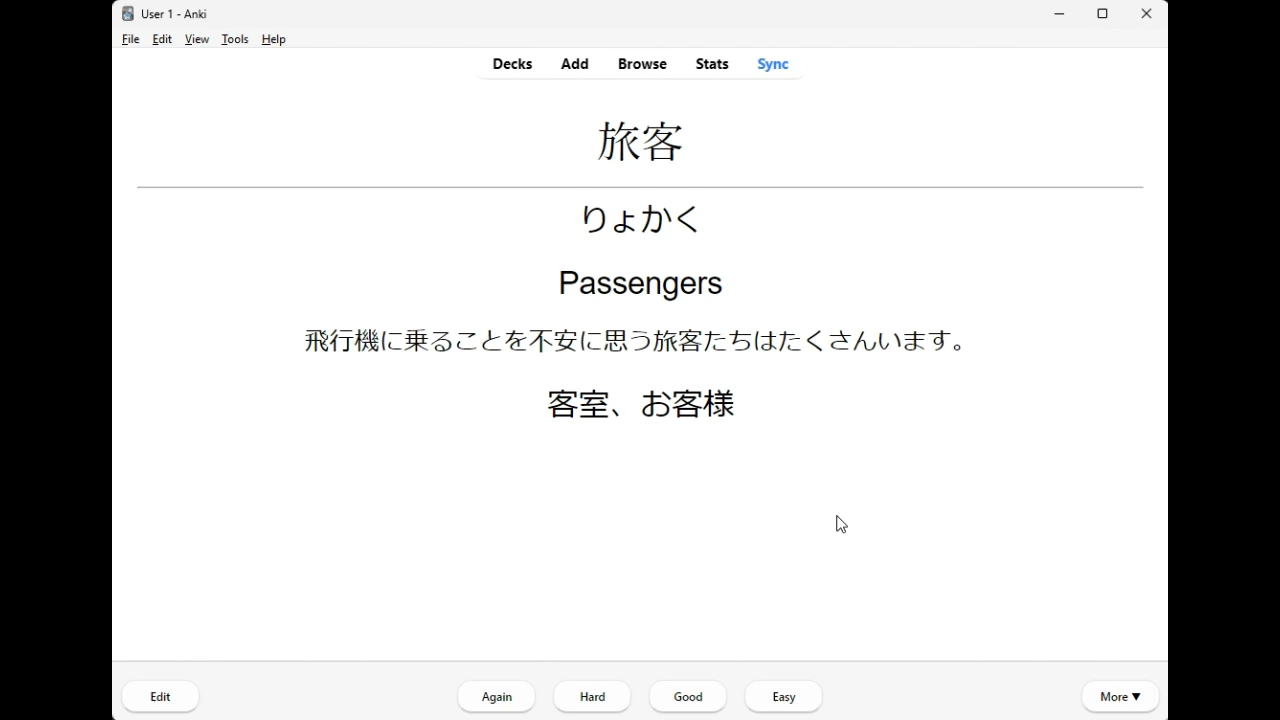 User 1 - Anki
File Edit View Tools Help
Decks Add Browse Stats Sync
旅客
りょかく
Passengers
飛行機に乗ることを不安に思う旅客たちはたくさんいます。
客室、お客様
Edit Again Hard Good Easy More ▼